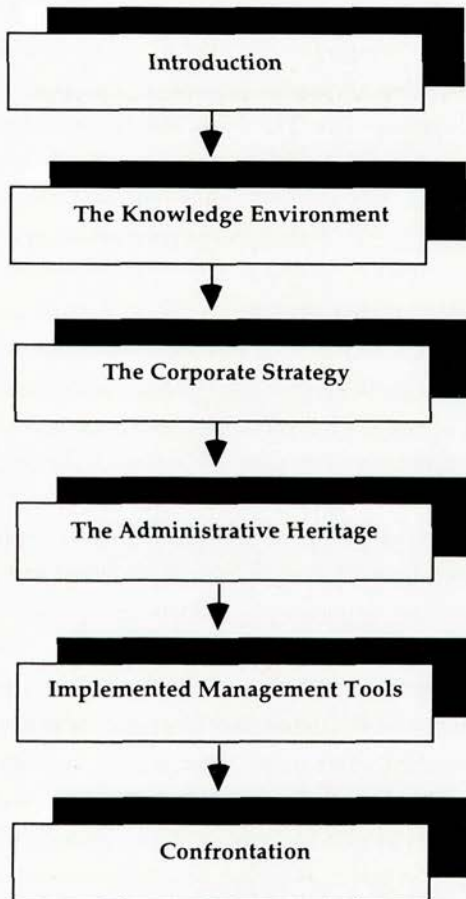 Introduction
The Knowledge Environment
The Corporate Strategy
The Administrative Heritage
Implemented Management Tools
Confrontation